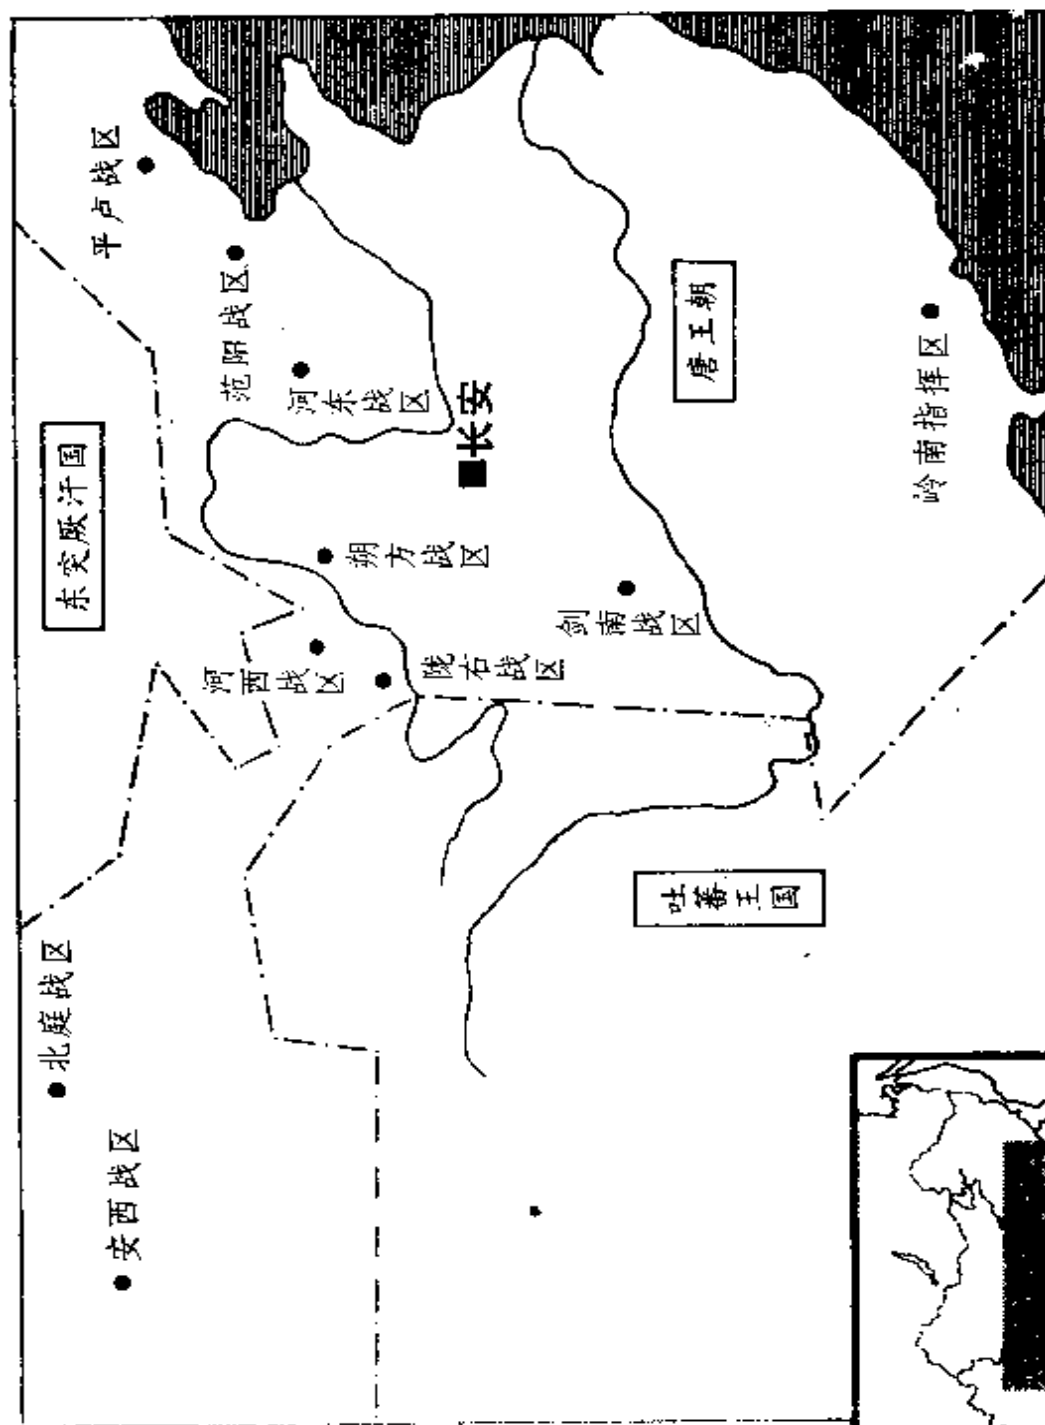 东突厥汗国
北庭战区
安西战区
平卢战区
范阳战区
河东战区
朔方战区
河西战区
陇右战区
长安
剑南战区
唐王朝
吐蕃王国
岭南指挥区